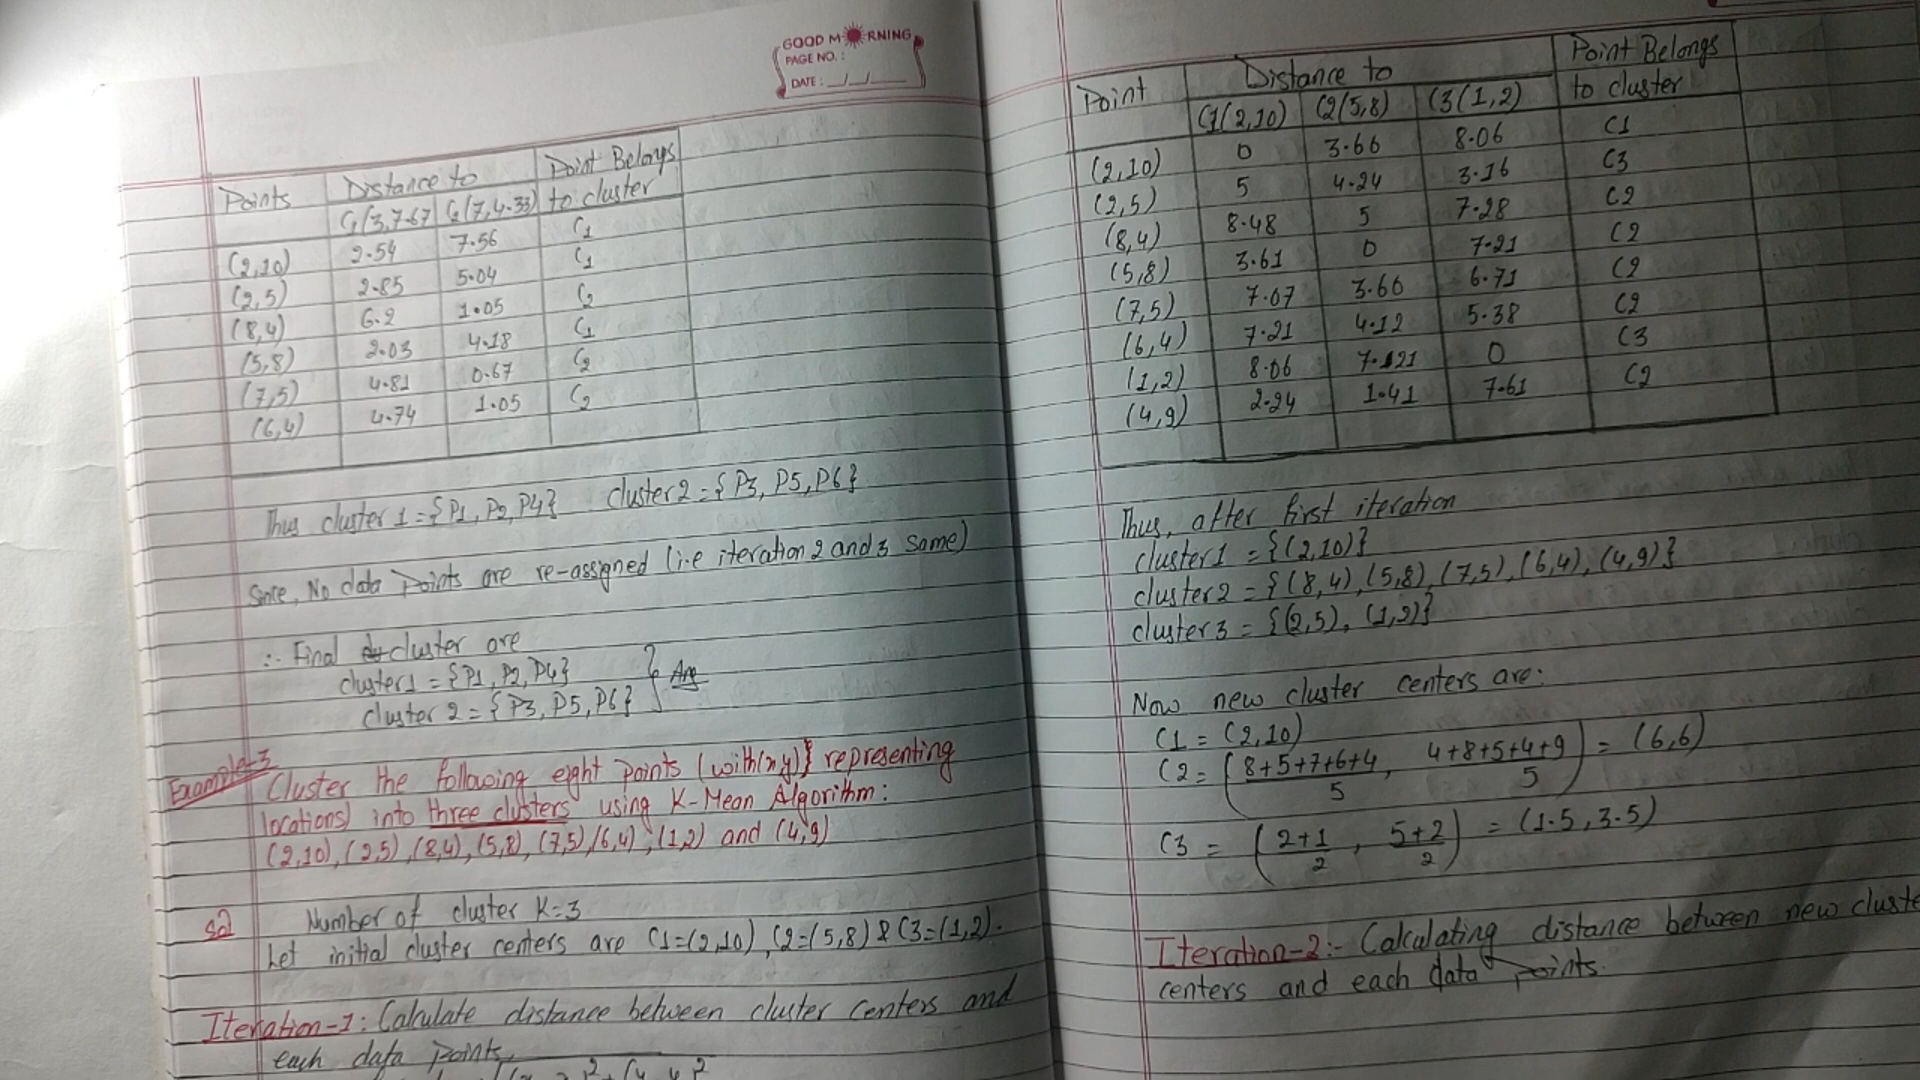 GOOD MORNING
PAGE NO. :
DATE : / /
Points | Distance to | Point Belongs to cluster
C1(3,7.67) | C2(7,4.33)
(2,10) | 2.54 | 7.56 | C1
(2,5) | 2.85 | 5.04 | C1
(8,4) | 6.2 | 1.05 | C2
(5,8) | 2.03 | 4.18 | C1
(7,5) | 4.81 | 0.67 | C2
(6,4) | 4.74 | 1.05 | C2
Thus cluster 1 = {P1, P2, P4} cluster 2 = {P3, P5, P6}
Since, No data Points are re-assigned (i.e iteration 2 and 3 same)
∴ Final cluster are
cluster1 = {P1, P2, P4}
cluster 2 = {P3, P5, P6} } Ans
Example-3
Cluster the following eight points (with(x,y)} representing
locations) into three clusters using K-Mean Algorithm:
(2,10), (2,5), (8,4), (5,8), (7,5), (6,4), (1,2) and (4,9)
Sol Number of cluster K=3
Let initial cluster centers are C1=(2,10), C2=(5,8) & C3=(1,2).
Iteration-1: Calculate distance between cluster centers and
each data points.
Point | Distance to | Point Belongs to cluster
C1(2,10) | C2(5,8) | C3(1,2)
(2,10) | 0 | 3.66 | 8.06 | C1
(2,5) | 5 | 4.24 | 3.16 | C3
(8,4) | 8.48 | 5 | 7.28 | C2
(5,8) | 3.61 | 0 | 7.21 | C2
(7,5) | 7.07 | 3.66 | 6.71 | C2
(6,4) | 7.21 | 4.12 | 5.38 | C2
(1,2) | 8.06 | 7.21 | 0 | C3
(4,9) | 2.24 | 1.41 | 7.61 | C2
Thus, after first iteration
cluster1 = {(2,10)}
cluster2 = {(8,4), (5,8), (7,5), (6,4), (4,9)}
cluster3 = {(2,5), (1,2)}
Now new cluster centers are:
C1 = (2,10)
C2 = (8+5+7+6+4/5, 4+8+5+4+9/5) = (6,6)
C3 = (2+1/2, 5+2/2) = (1.5, 3.5)
Iteration-2:- Calculating distance between new cluste
centers and each data points.